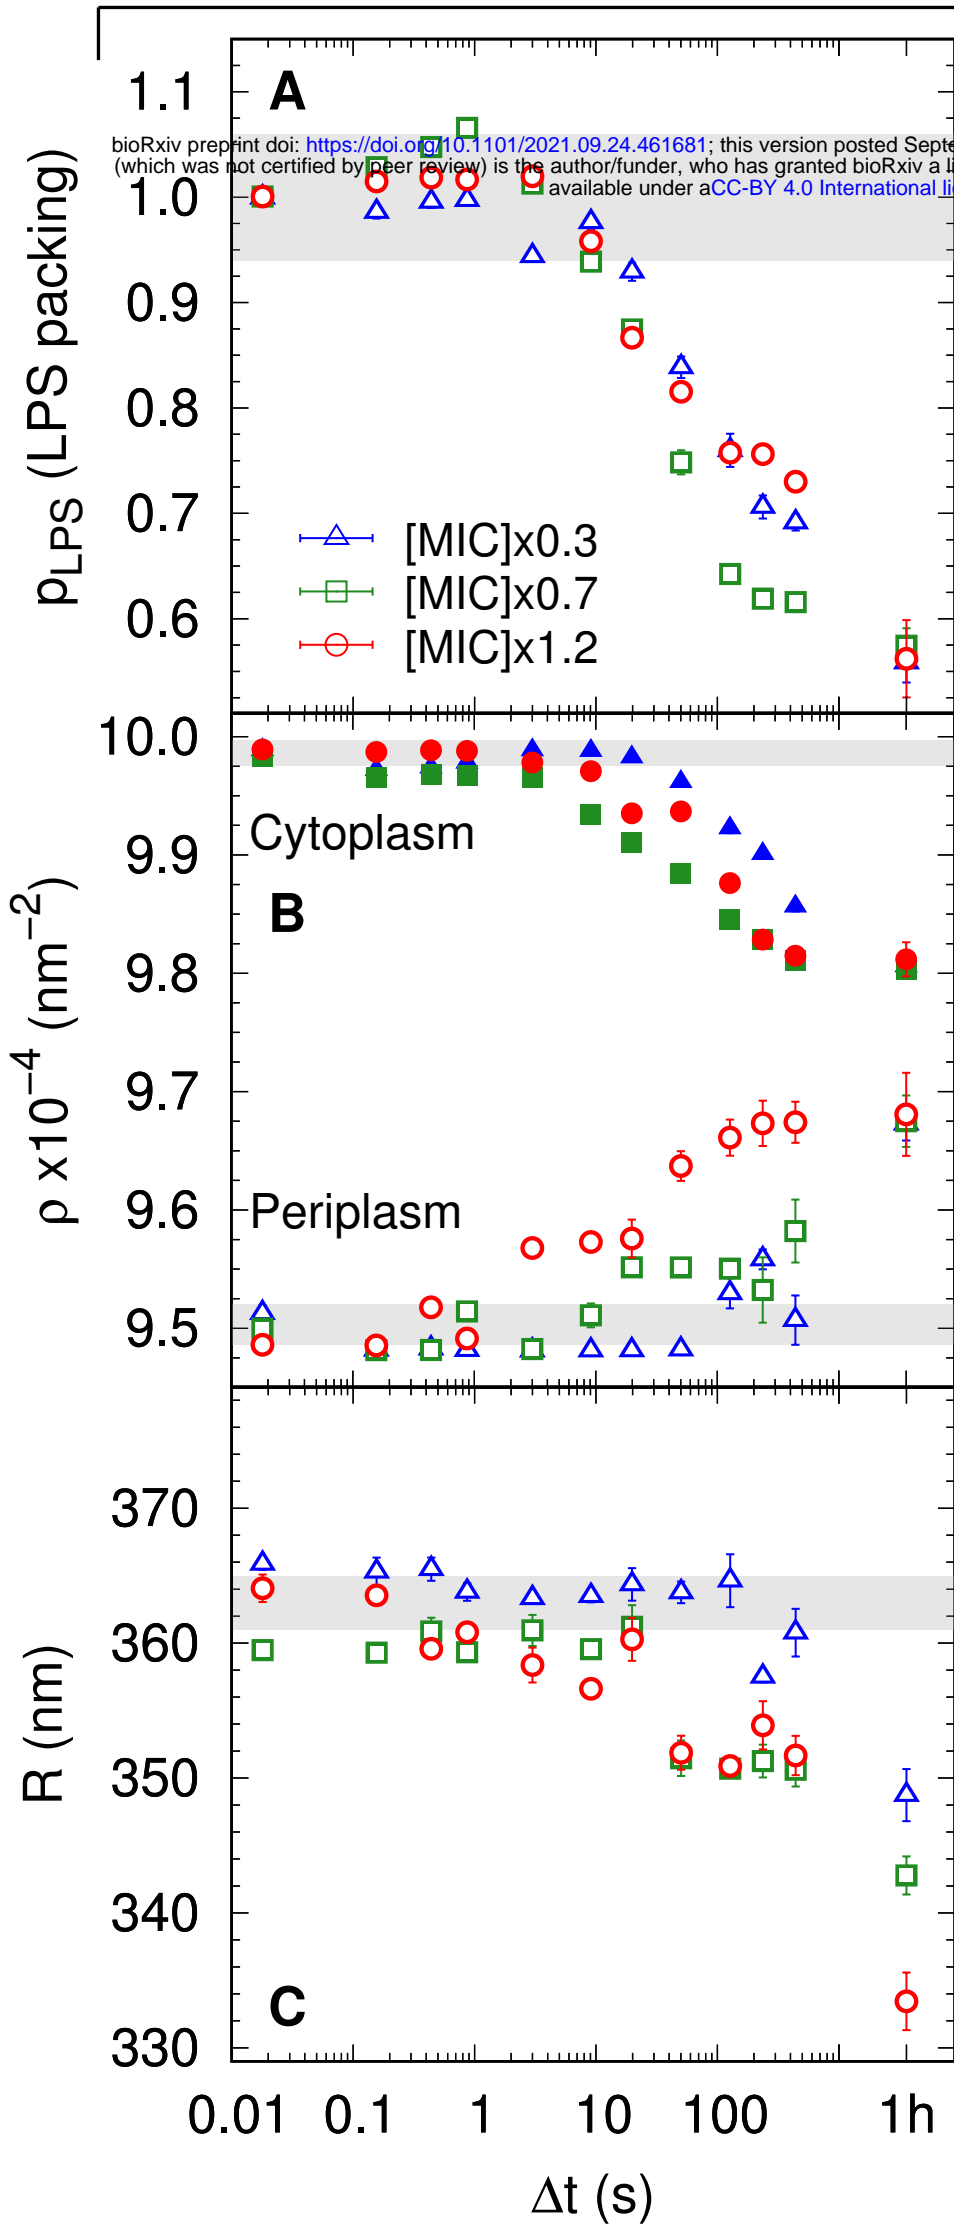 A
1.1
1.0
0.9
0.8
0.7
0.6
pLPS (LPS packing)
bioRxiv preprint doi: https://doi.org/10.1101/2021.09.24.461681; this version posted Sept
(which was not certified by peer review) is the author/funder, who has granted bioRxiv a li
available under aCC-BY 4.0 International li
[MIC]x0.3
[MIC]x0.7
[MIC]x1.2
10.0
9.9
9.8
9.7
9.6
9.5
ρ x10−4 (nm−2)
Cytoplasm
B
Periplasm
370
360
350
340
330
R (nm)
C
0.01 0.1 1 10 100 1h
Δt (s)